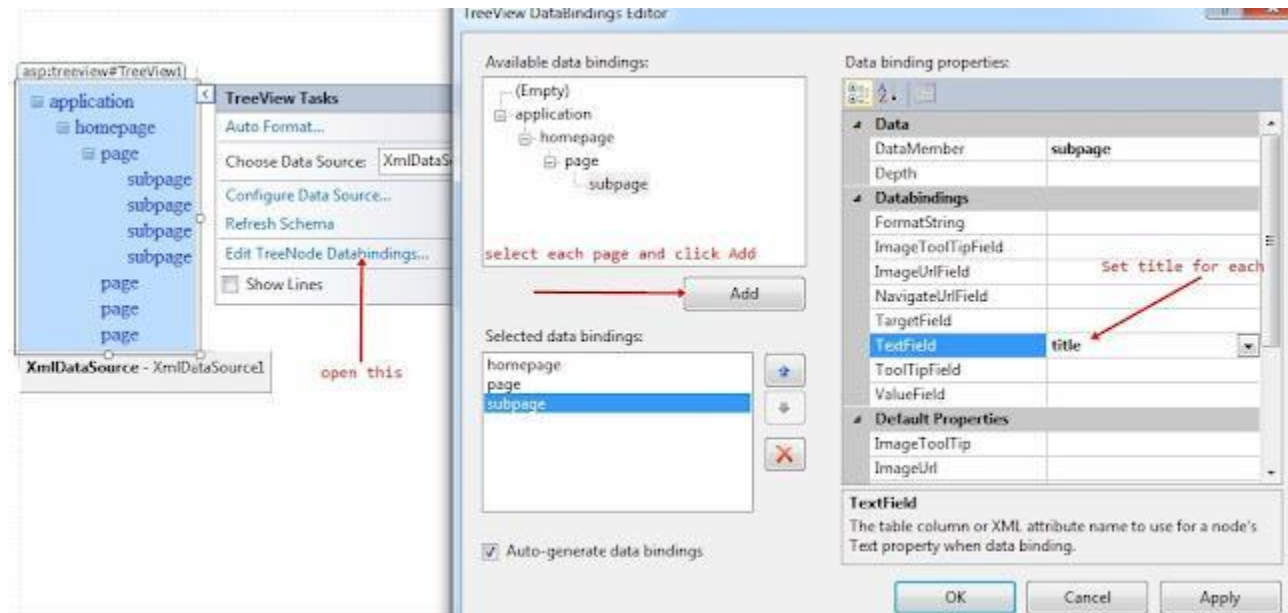 TreeView DataBindings Editor
asp:treeview#TreeView1
application
homepage
page
subpage
subpage
subpage
subpage
page
page
page
XmlDataSource - XmlDataSource1
TreeView Tasks
Auto Format...
Choose Data Source: XmlDataS
Configure Data Source...
Refresh Schema
Edit TreeNode Databindings...
Show Lines
open this
Available data bindings:
(Empty)
application
homepage
page
subpage
select each page and click Add
Add
Selected data bindings:
homepage
page
subpage
Auto-generate data bindings
Data binding properties:
Data
DataMember subpage
Depth
Databindings
FormatString
ImageToolTipField
ImageUrlField
Set title for each
NavigateUrlField
TargetField
TextField title
ToolTipField
ValueField
Default Properties
ImageToolTip
ImageUrl
TextField
The table column or XML attribute name to use for a node's
Text property when data binding.
OK Cancel Apply